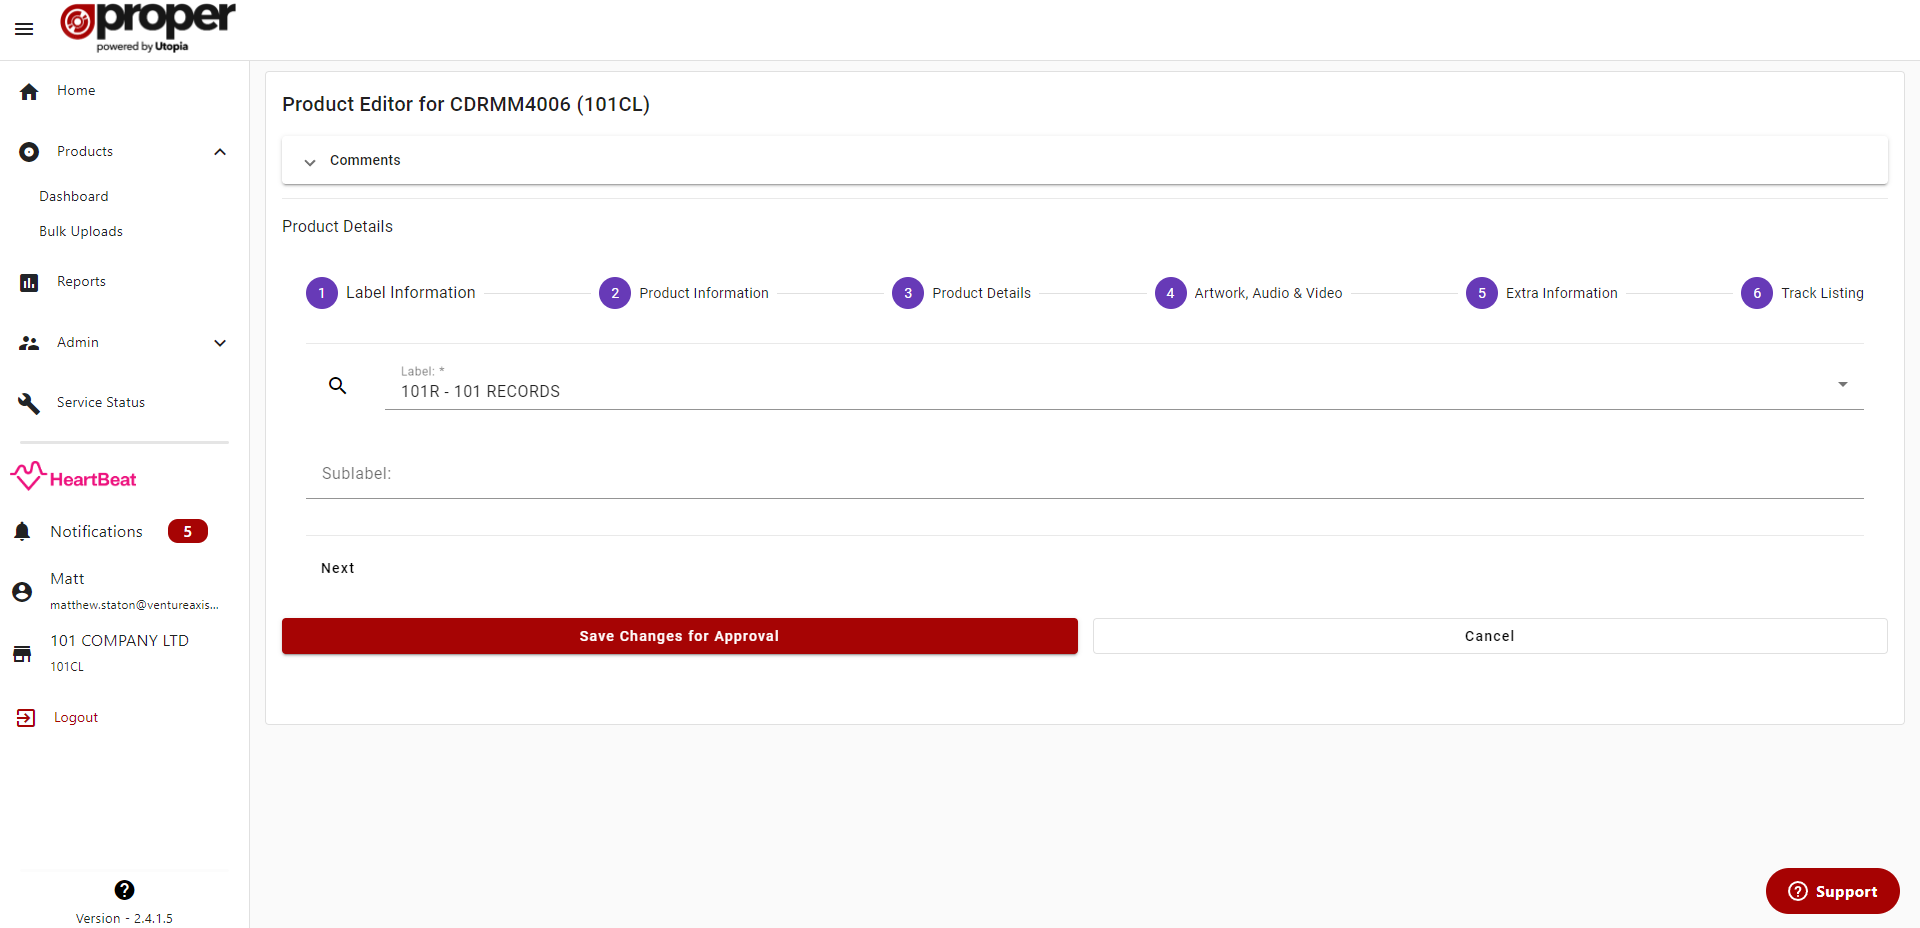 proper
powered by Utopia
Home
Products
Dashboard
Bulk Uploads
Reports
Admin
Service Status
HeartBeat
Notifications 5
Matt
matthew.staton@ventureaxis...
101 COMPANY LTD
101CL
Logout
Version - 2.4.1.5
Product Editor for CDRMM4006 (101CL)
Comments
Product Details
1 Label Information 2 Product Information 3 Product Details 4 Artwork, Audio & Video 5 Extra Information 6 Track Listing
Label: *
101R - 101 RECORDS
Sublabel:
Next
Save Changes for Approval Cancel
Support